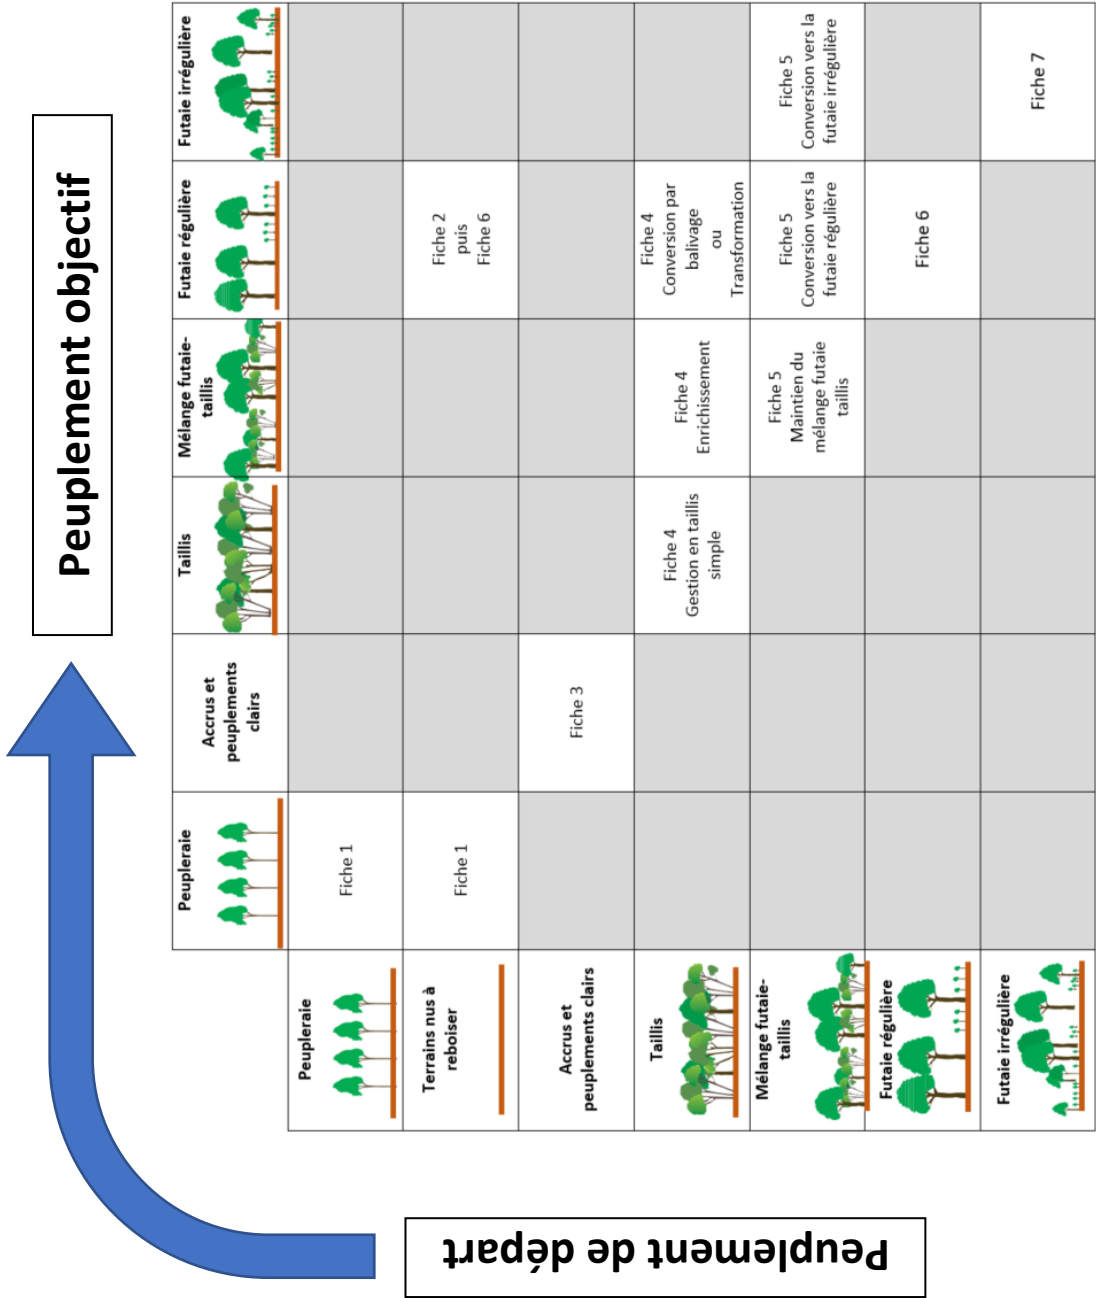 Peuplement objectif
Peuplement de départ
Peupleraie
Accrus et
peuplements
clairs
Taillis
Mélange futaie-
taillis
Futaie régulière
Futaie irrégulière
Peupleraie
Fiche 1
Terrains nus à
reboiser
Fiche 1
Fiche 2
puis
Fiche 6
Accrus et
peuplements clairs
Fiche 3
Taillis
Fiche 4
Gestion en taillis
simple
Fiche 4
Enrichissement
Fiche 4
Conversion par
balivage
ou
Transformation
Mélange futaie-
taillis
Fiche 5
Maintien du
mélange futaie
taillis
Fiche 5
Conversion vers la
futaie régulière
Fiche 5
Conversion vers la
futaie irrégulière
Futaie régulière
Fiche 6
Futaie irrégulière
Fiche 7